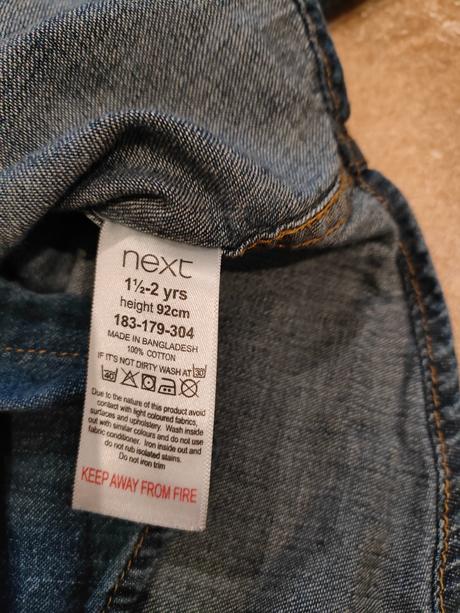 next
1½-2 yrs
height 92cm
183-179-304
MADE IN BANGLADESH
100% COTTON
IF IT'S NOT DIRTY WASH AT 30
30
Due to the nature of this product avoid
contact with light coloured fabrics,
surfaces and upholstery. Wash inside
out with similar colours and do not use
fabric conditioner. Iron inside out and
do not rub isolated stains.
Do not iron trim
KEEP AWAY FROM FIRE